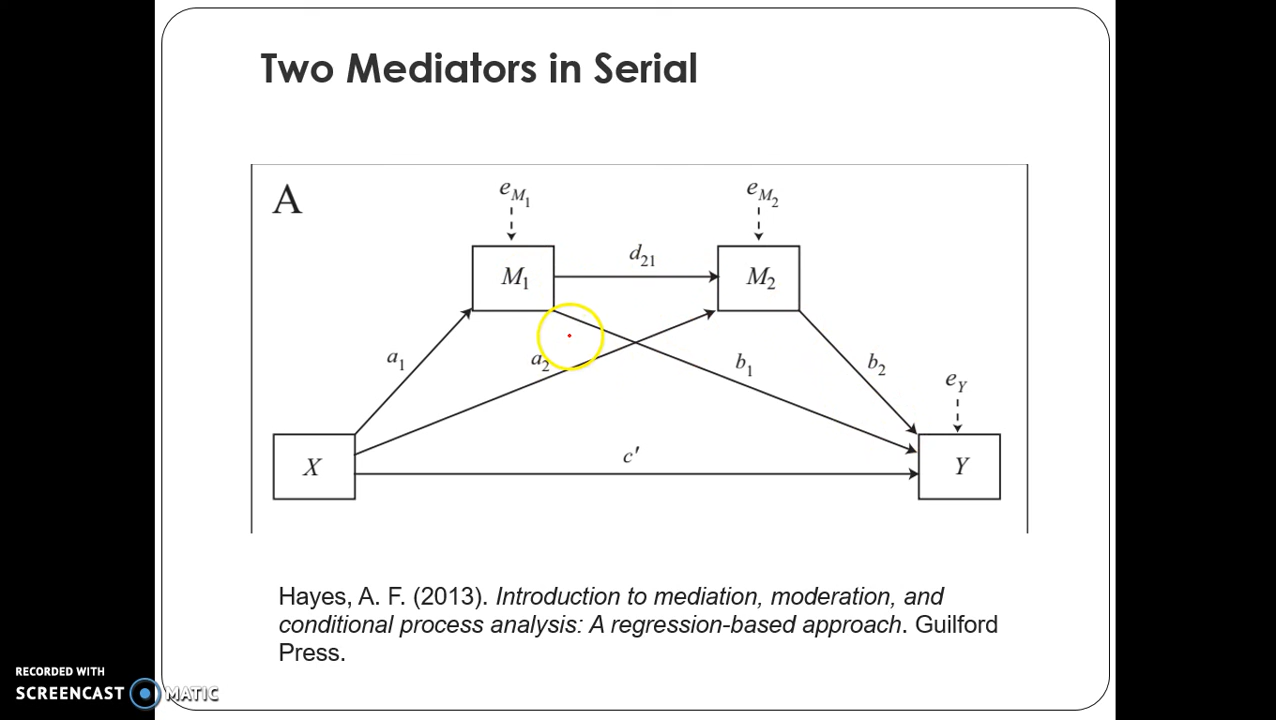 Two Mediators in Serial
A
eM1
eM2
M1
d21
M2
a1
a2
b1
b2
eY
X
c'
Y
Hayes, A. F. (2013). Introduction to mediation, moderation, and
conditional process analysis: A regression-based approach. Guilford
Press.
RECORDED WITH
SCREENCAST MATIC